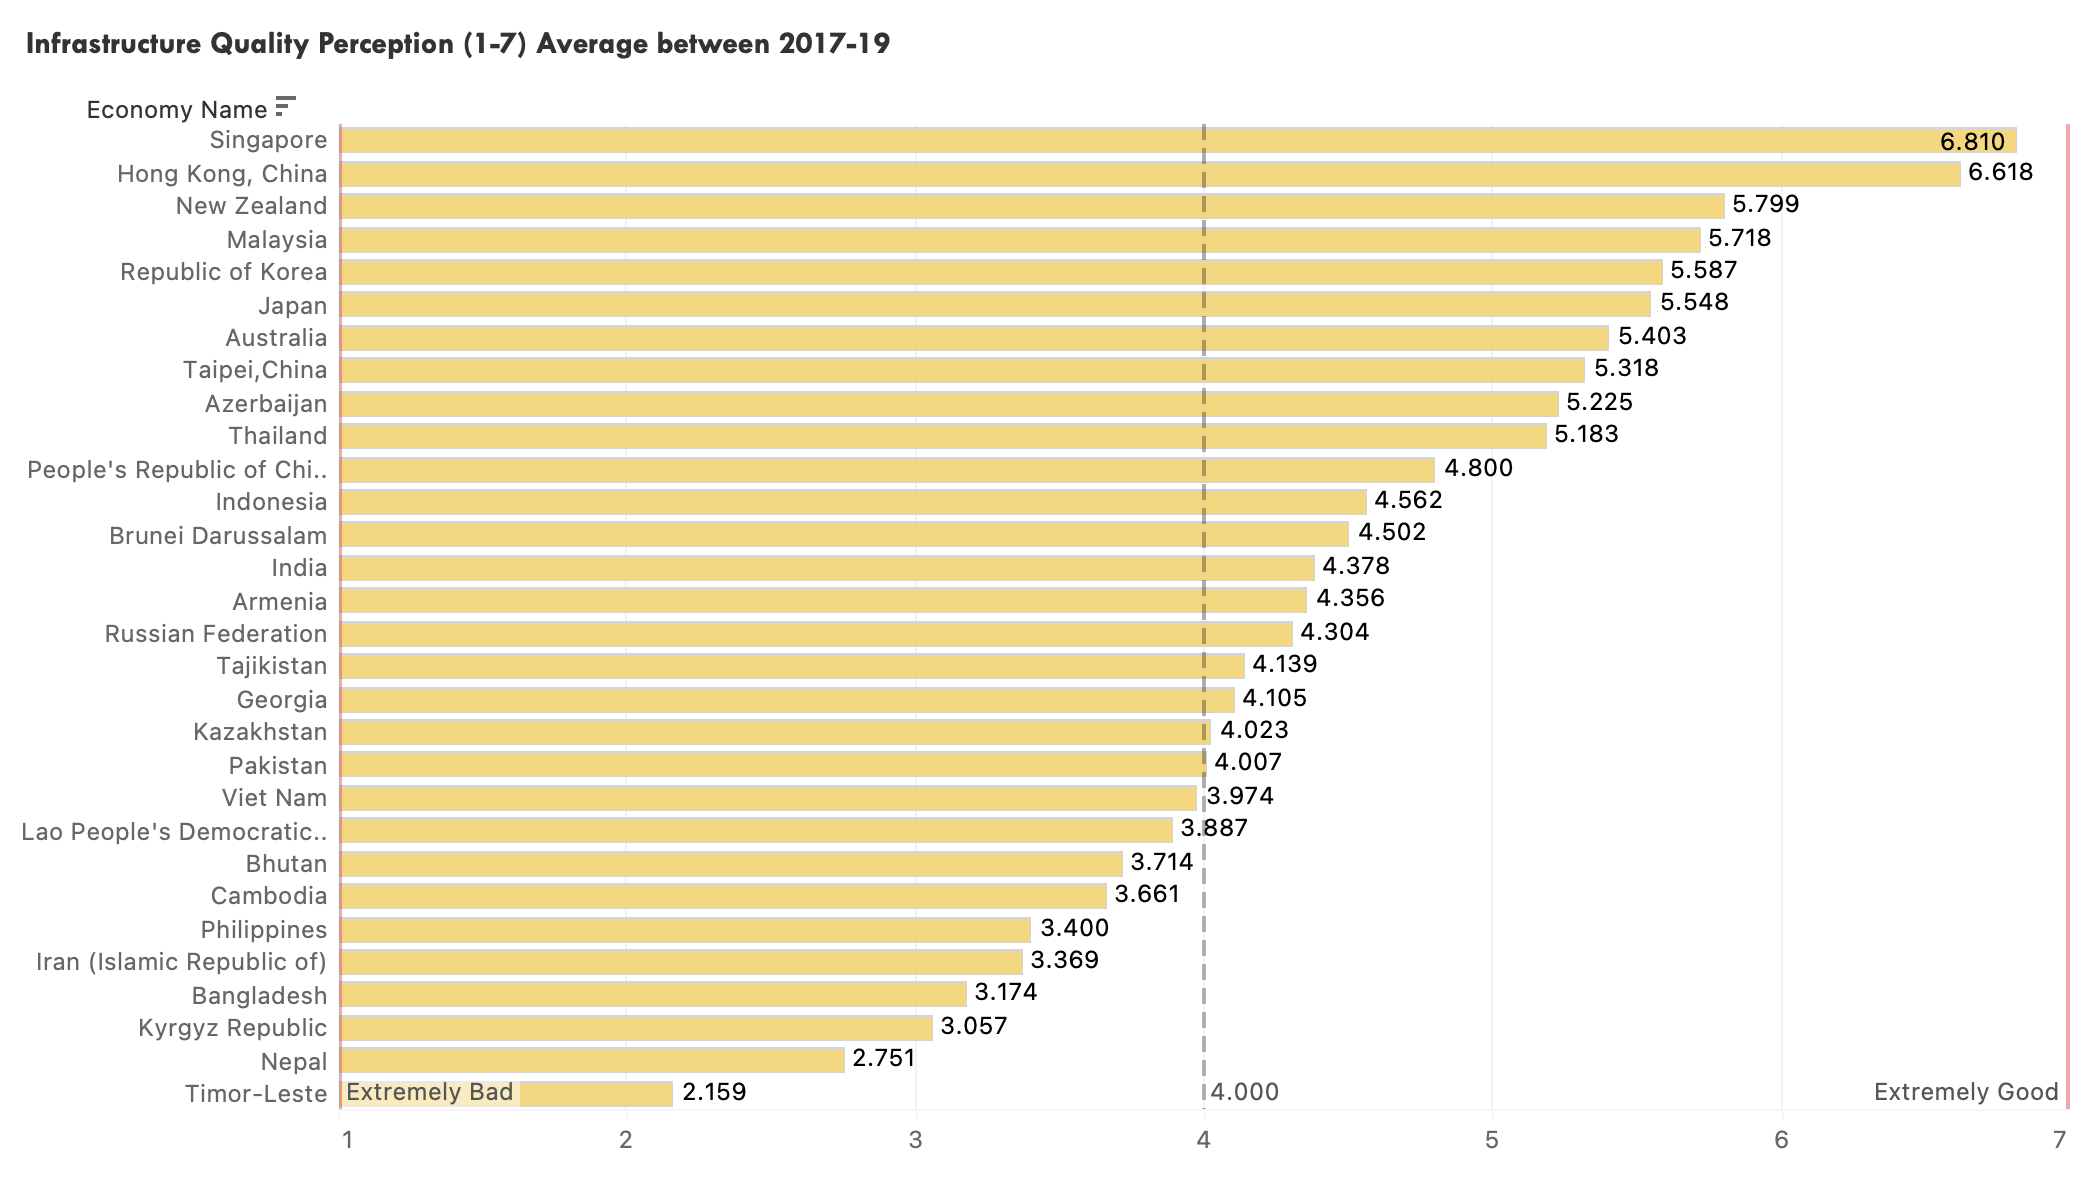 Infrastructure Quality Perception (1-7) Average between 2017-19
Economy Name
Singapore 6.810
Hong Kong, China 6.618
New Zealand 5.799
Malaysia 5.718
Republic of Korea 5.587
Japan 5.548
Australia 5.403
Taipei,China 5.318
Azerbaijan 5.225
Thailand 5.183
People's Republic of Chi.. 4.800
Indonesia 4.562
Brunei Darussalam 4.502
India 4.378
Armenia 4.356
Russian Federation 4.304
Tajikistan 4.139
Georgia 4.105
Kazakhstan 4.023
Pakistan 4.007
Viet Nam 3.974
Lao People's Democratic.. 3.887
Bhutan 3.714
Cambodia 3.661
Philippines 3.400
Iran (Islamic Republic of) 3.369
Bangladesh 3.174
Kyrgyz Republic 3.057
Nepal 2.751
Timor-Leste Extremely Bad 2.159 4.000 Extremely Good
1 2 3 4 5 6 7